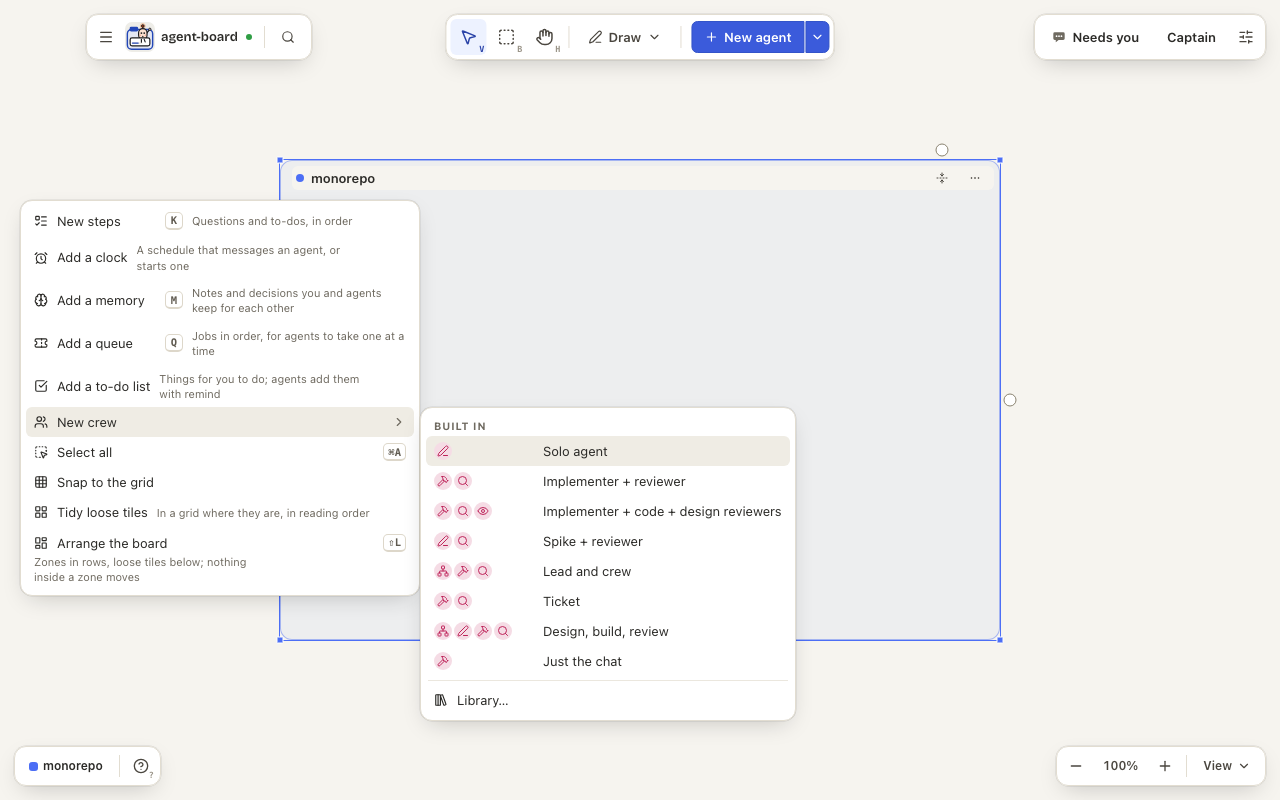 agent-board
V
B
H
Draw
New agent
Needs you
Captain
monorepo
New steps K Questions and to-dos, in order
Add a clock A schedule that messages an agent, or
starts one
Add a memory M Notes and decisions you and agents
keep for each other
Add a queue Q Jobs in order, for agents to take one at a
time
Add a to-do list Things for you to do; agents add them
with remind
New crew
Select all ⌘A
Snap to the grid
Tidy loose tiles In a grid where they are, in reading order
Arrange the board ⇧L
Zones in rows, loose tiles below; nothing
inside a zone moves
BUILT IN
Solo agent
Implementer + reviewer
Implementer + code + design reviewers
Spike + reviewer
Lead and crew
Ticket
Design, build, review
Just the chat
Library...
monorepo
?
100%
View